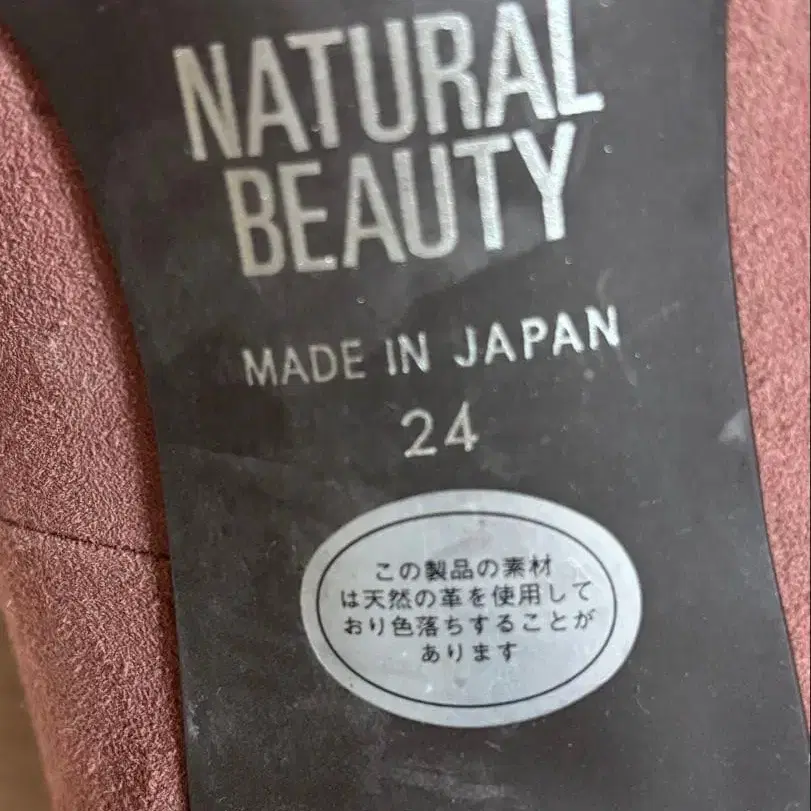 NATURAL
BEAUTY
MADE IN JAPAN
24
この製品の素材
は天然の革を使用して
おり色落ちすることが
あります